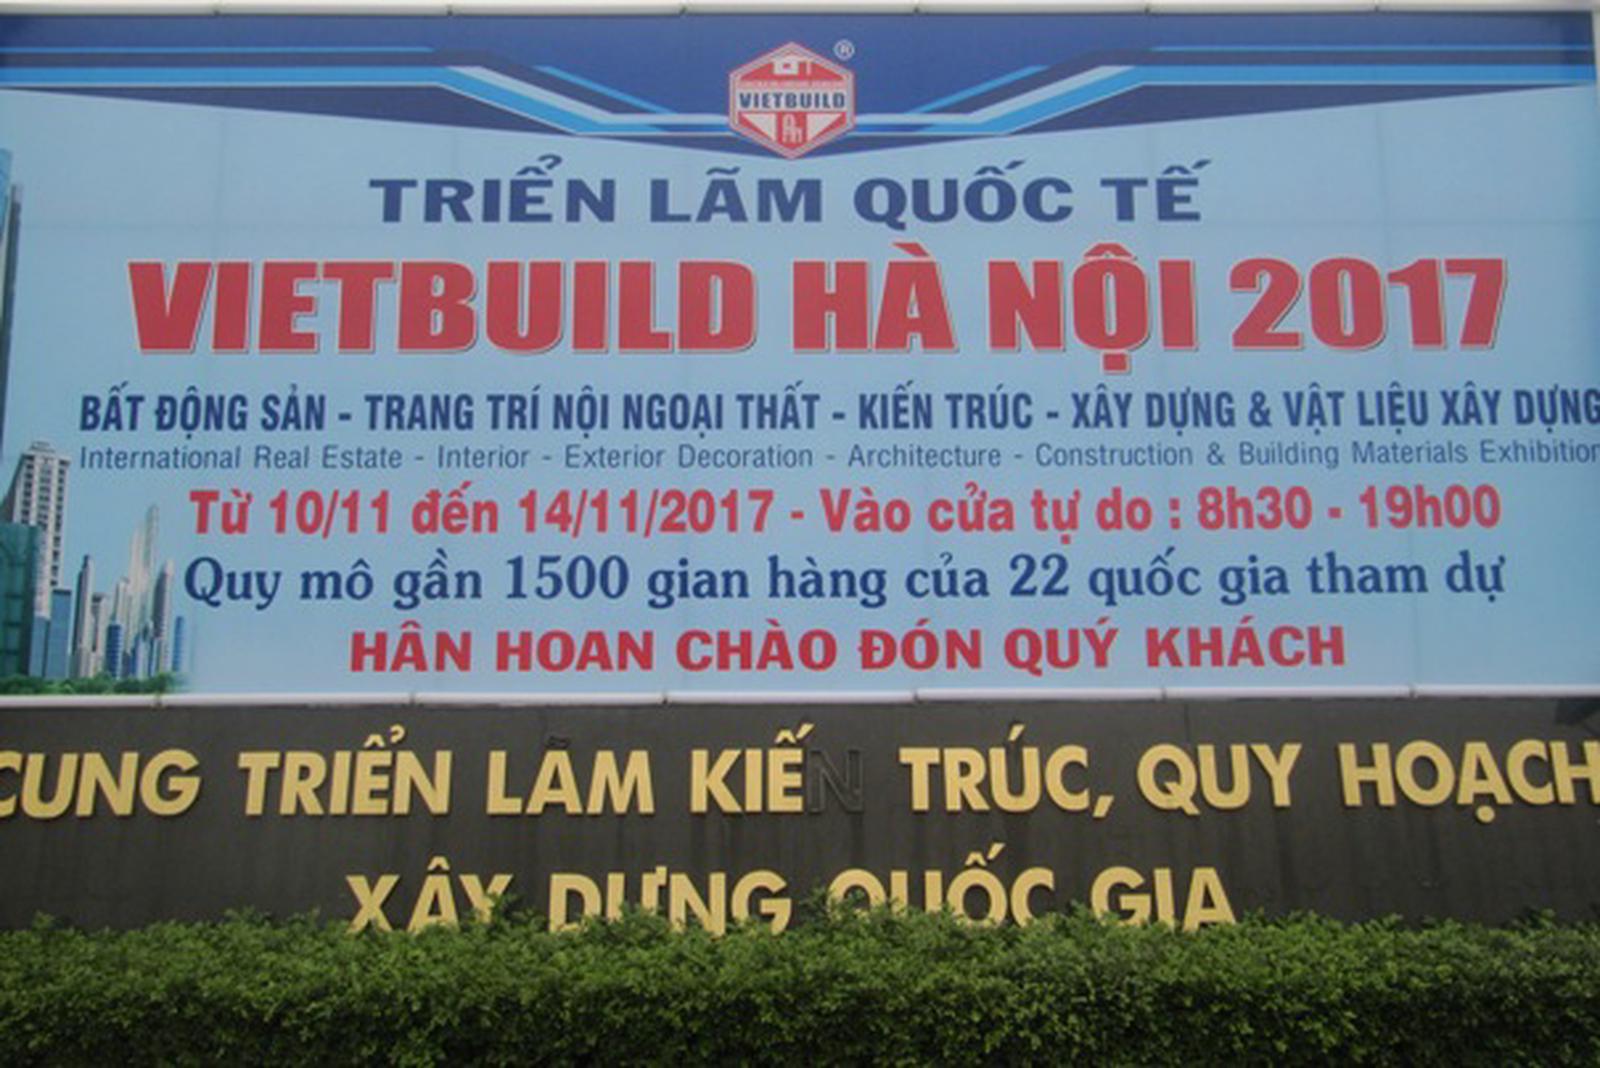 VIETBUILD
®
TRIỂN LÃM QUỐC TẾ
VIETBUILD HÀ NỘI 2017
BẤT ĐỘNG SẢN - TRANG TRÍ NỘI NGOẠI THẤT - KIẾN TRÚC - XÂY DỰNG & VẬT LIỆU XÂY DỰNG
International Real Estate - Interior - Exterior Decoration - Architecture - Construction & Building Materials Exhibition
Từ 10/11 đến 14/11/2017 - Vào cửa tự do : 8h30 - 19h00
Quy mô gần 1500 gian hàng của 22 quốc gia tham dự
HÂN HOAN CHÀO ĐÓN QUÝ KHÁCH
CUNG TRIỂN LÃM KIẾN TRÚC, QUY HOẠCH
XÂY DỰNG QUỐC GIA